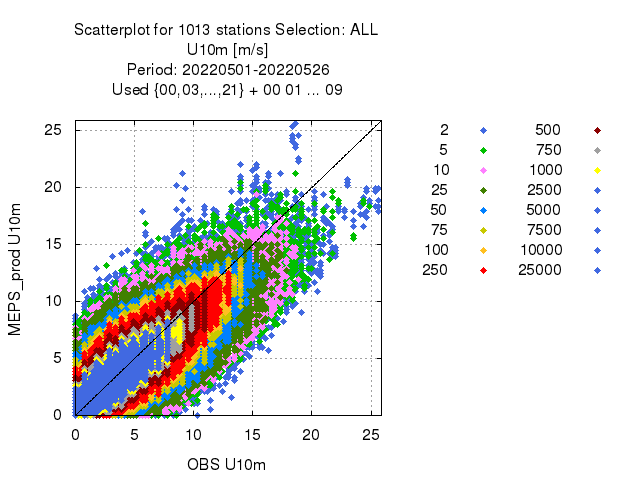 Scatterplot for 1013 stations Selection: ALL
U10m [m/s]
Period: 20220501-20220526
Used {00,03,...,21} + 00 01 ... 09
25
20
15
10
5
0
MEPS_prod U10m
0 5 10 15 20 25
OBS U10m
2 500
5 750
10 1000
25 2500
50 5000
75 7500
100 10000
250 25000